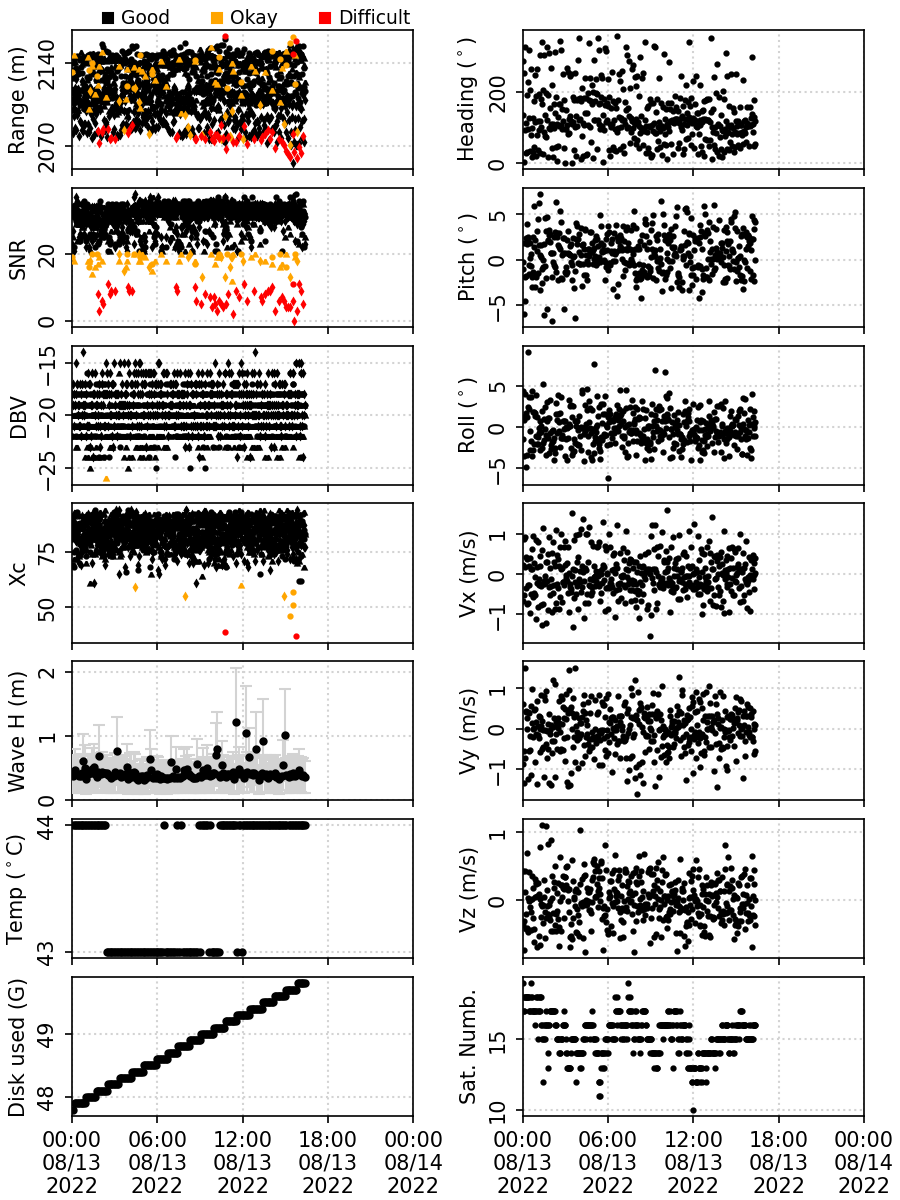 Good Okay Difficult
Range (m) 2140 2070
Heading (°) 200 0
SNR 20 0
Pitch (°) 5 0 −5
DBV −15 −20 −25
Roll (°) 5 0 −5
Xc 75 50
Vx (m/s) 1 0 −1
Wave H (m) 2 1 0
Vy (m/s) 1 0 −1
Temp (°C) 44 43
Vz (m/s) 1 0
Disk used (G) 49 48
Sat. Numb. 15 10
00:00 06:00 12:00 18:00 00:00 00:00 06:00 12:00 18:00 00:00
08/13 08/13 08/13 08/13 08/14 08/13 08/13 08/13 08/13 08/14
2022 2022 2022 2022 2022 2022 2022 2022 2022 2022